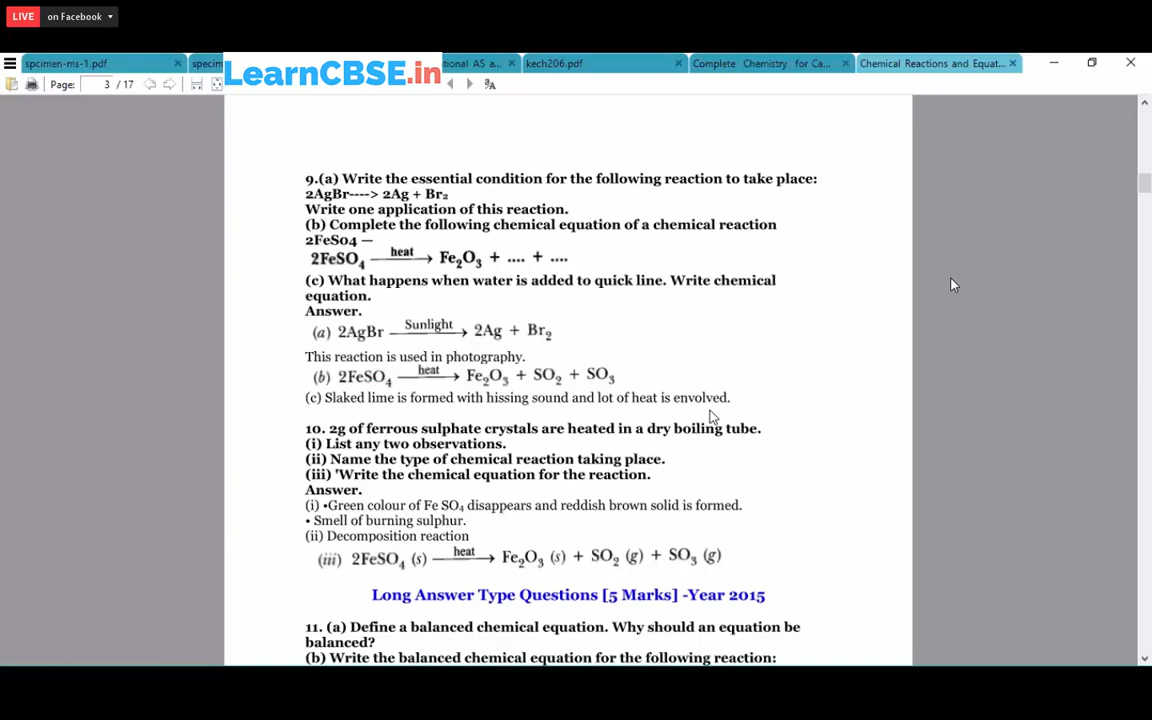 LIVE on Facebook
spcimen-ms-1.pdf specim LearnCBSE.in tional AS a... kech206.pdf Complete Chemistry for Ca... Chemical Reactions and Equat...
Page: 3 / 17
9.(a) Write the essential condition for the following reaction to take place:
2AgBr----> 2Ag + Br₂
Write one application of this reaction.
(b) Complete the following chemical equation of a chemical reaction
2FeS04 —
2FeSO₄ heat → Fe₂O₃ + .... + ....
(c) What happens when water is added to quick line. Write chemical
equation.
Answer.
(a) 2AgBr Sunlight → 2Ag + Br₂
This reaction is used in photography.
(b) 2FeSO₄ heat → Fe₂O₃ + SO₂ + SO₃
(c) Slaked lime is formed with hissing sound and lot of heat is envolved.
10. 2g of ferrous sulphate crystals are heated in a dry boiling tube.
(i) List any two observations.
(ii) Name the type of chemical reaction taking place.
(iii) 'Write the chemical equation for the reaction.
Answer.
(i) •Green colour of Fe SO₄ disappears and reddish brown solid is formed.
• Smell of burning sulphur.
(ii) Decomposition reaction
(iii) 2FeSO₄ (s) heat → Fe₂O₃ (s) + SO₂ (g) + SO₃ (g)
Long Answer Type Questions [5 Marks] -Year 2015
11. (a) Define a balanced chemical equation. Why should an equation be
balanced?
(b) Write the balanced chemical equation for the following reaction: